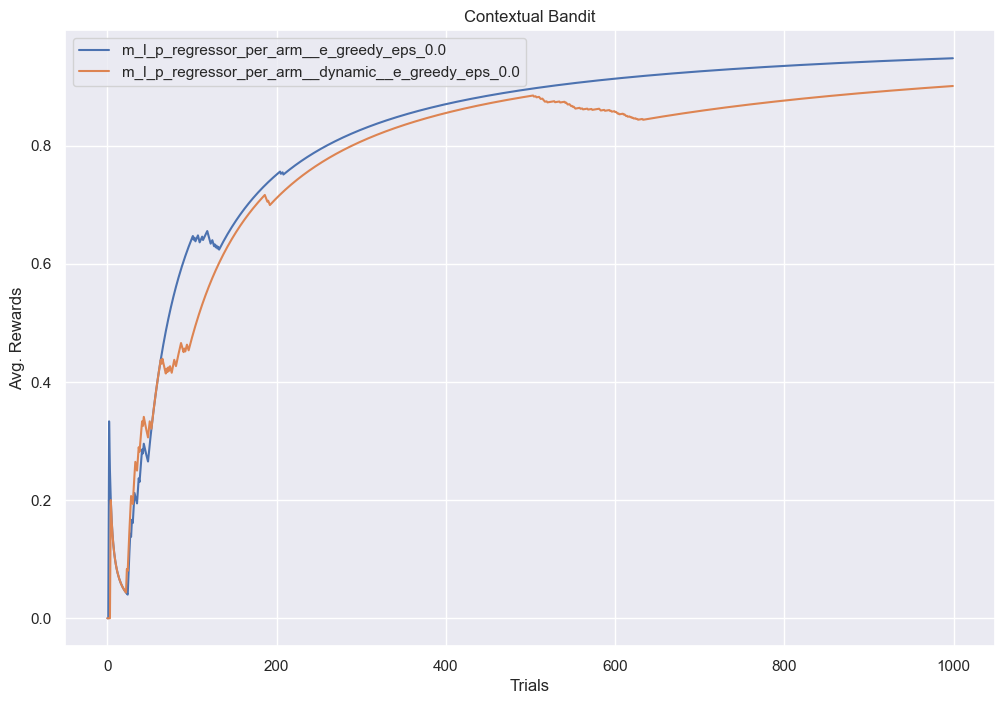 Contextual Bandit
m_l_p_regressor_per_arm__e_greedy_eps_0.0
m_l_p_regressor_per_arm__dynamic__e_greedy_eps_0.0
Avg. Rewards
0.8
0.6
0.4
0.2
0.0
0 200 400 600 800 1000
Trials